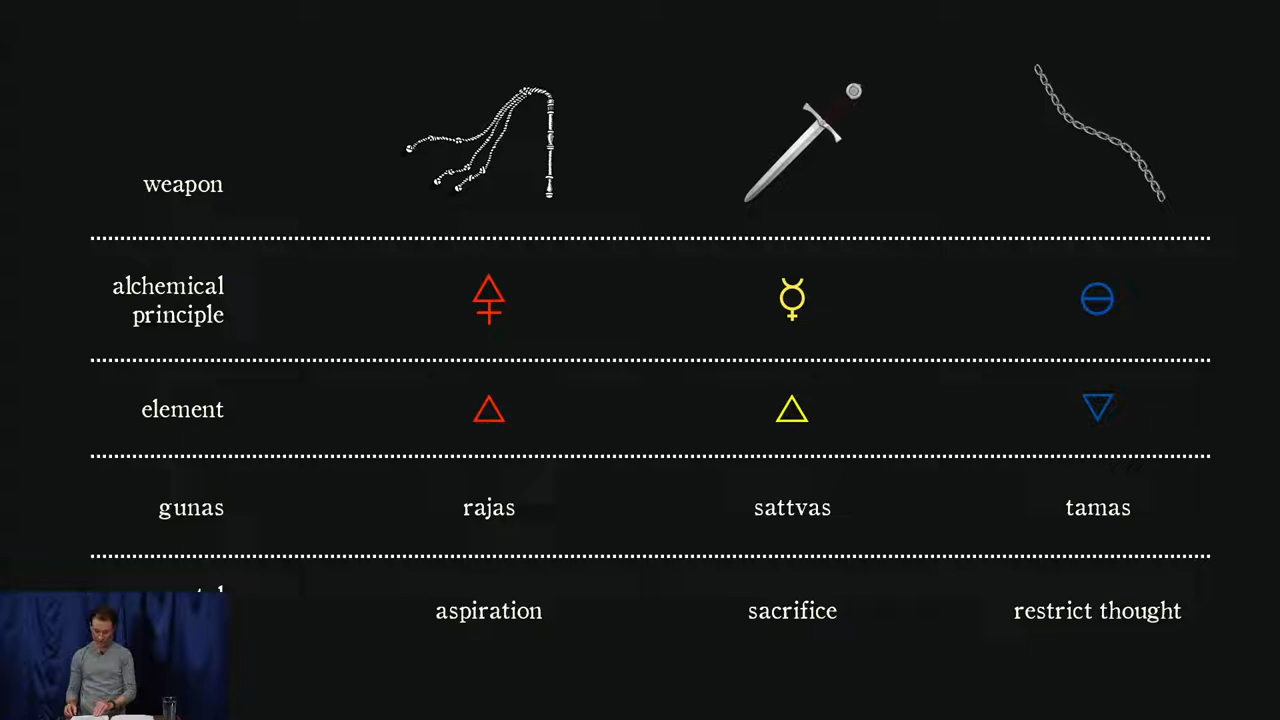 weapon
alchemical
principle
element
gunas rajas sattvas tamas
aspiration sacrifice restrict thought